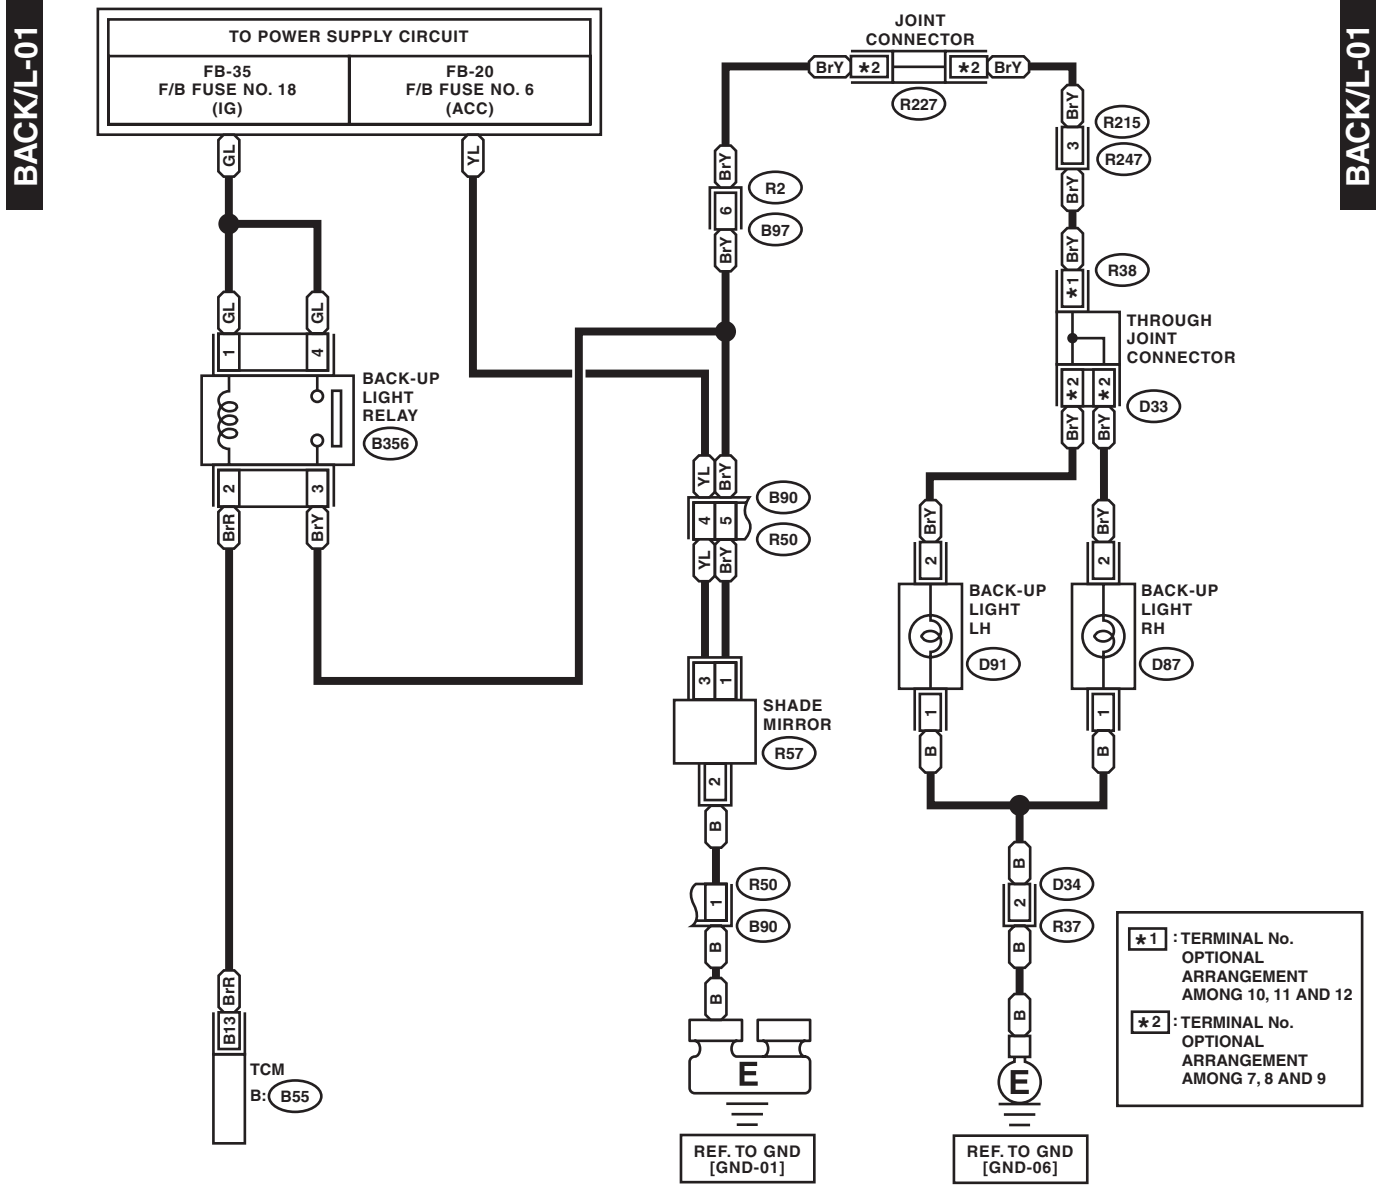 BACK/L-01
BACK/L-01
TO POWER SUPPLY CIRCUIT
FB-35
F/B FUSE NO. 18
(IG)
FB-20
F/B FUSE NO. 6
(ACC)
GL
YL
GL
GL
1
4
BACK-UP
LIGHT
RELAY
B356
2
3
BrR
BrY
BrR
B13
TCM
B: B55
JOINT
CONNECTOR
BrY
*2
*2
BrY
R227
BrY
6
BrY
R2
B97
BrY
3
BrY
R215
R247
BrY
*1
R38
THROUGH
JOINT
CONNECTOR
*2
*2
D33
BrY
BrY
YL
BrY
4
5
B90
R50
YL
BrY
3
1
SHADE
MIRROR
R57
2
B
1
R50
B90
B
B
E
REF. TO GND
[GND-01]
BrY
BrY
2
2
BACK-UP
LIGHT
LH
D91
BACK-UP
LIGHT
RH
D87
1
1
B
B
B
2
D34
R37
B
B
E
REF. TO GND
[GND-06]
*1 : TERMINAL No.
OPTIONAL
ARRANGEMENT
AMONG 10, 11 AND 12
*2 : TERMINAL No.
OPTIONAL
ARRANGEMENT
AMONG 7, 8 AND 9